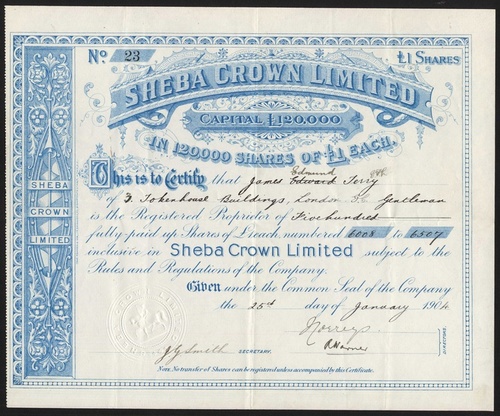 No. 23 £1 SHARES
SHEBA CROWN LIMITED
CAPITAL £120,000
IN 120000 SHARES OF £1 EACH.
Edmund
This is to Certify that James Edward Terry
of 3 Tokenhouse Buildings, London E.C. Gentleman
is the Registered Proprietor of Five hundred
fully paid up Shares of £1 each, numbered 6008 to 6507
inclusive in Sheba Crown Limited subject to the
Rules and Regulations of the Company.
Given under the Common Seal of the Company
the 25th day of January 1904
Norreys
J G Smith SECRETARY.
DIRECTORS.
Note. No transfer of Shares can be registered unless accompanied by this Certificate.
SHEBA
CROWN
LIMITED